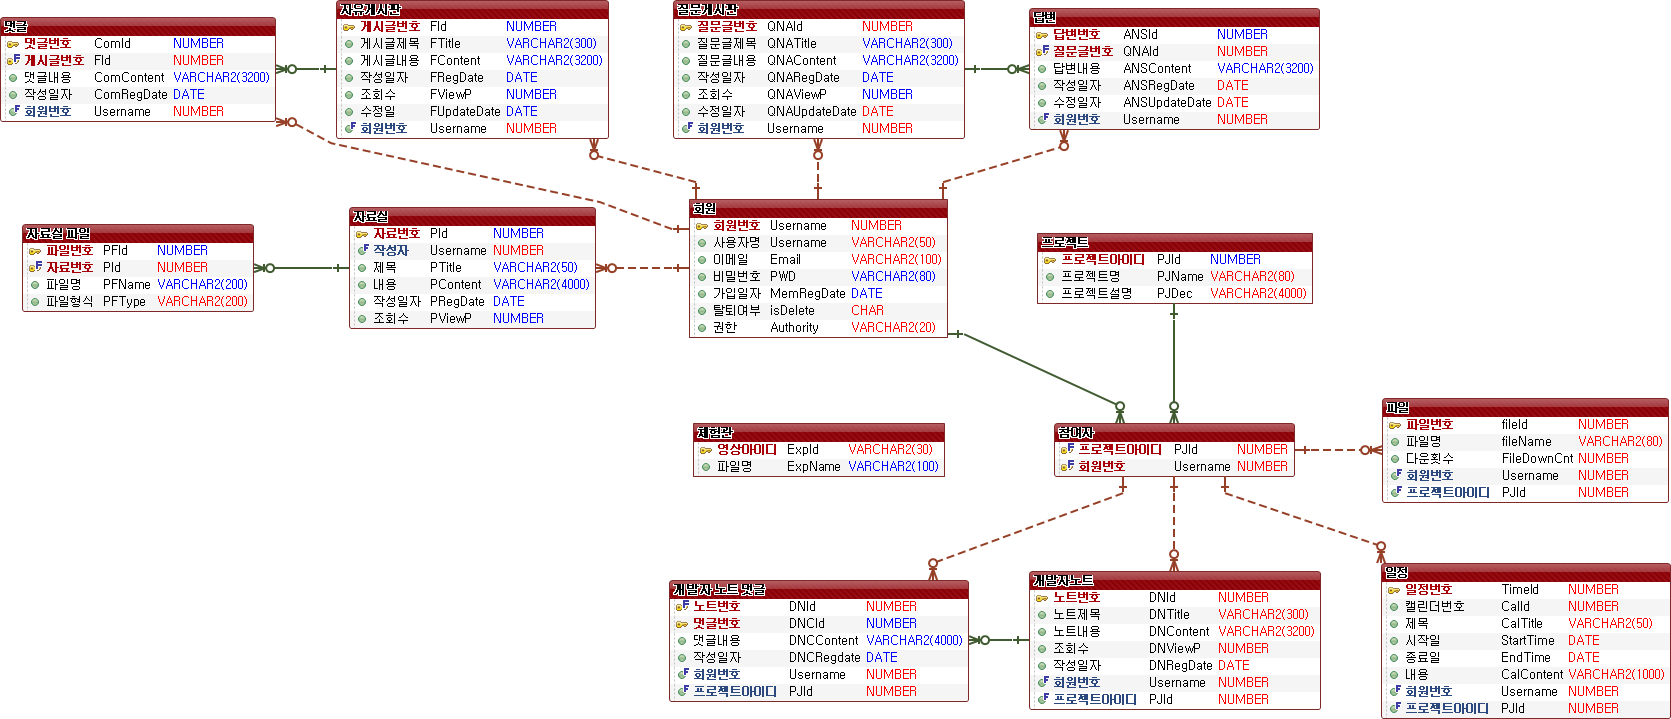 댓글
댓글번호 ComId NUMBER
게시글번호 FId NUMBER
댓글내용 ComContent VARCHAR2(3200)
작성일자 ComRegDate DATE
회원번호 Username NUMBER
자유게시판
게시글번호 FId NUMBER
게시글제목 FTitle VARCHAR2(300)
게시글내용 FContent VARCHAR2(3200)
작성일자 FRegDate DATE
조회수 FViewP NUMBER
수정일 FUpdateDate DATE
회원번호 Username NUMBER
질문게시판
질문글번호 QNAId NUMBER
질문글제목 QNATitle VARCHAR2(300)
질문글내용 QNAContent VARCHAR2(3200)
작성일자 QNARegDate DATE
조회수 QNAViewP NUMBER
수정일자 QNAUpdateDate DATE
회원번호 Username NUMBER
답변
답변번호 ANSId NUMBER
질문글번호 QNAId NUMBER
답변내용 ANSContent VARCHAR2(3200)
작성일자 ANSRegDate DATE
수정일자 ANSUpdateDate DATE
회원번호 Username NUMBER
자료실 파일
파일번호 PFId NUMBER
자료번호 PId NUMBER
파일명 PFName VARCHAR2(200)
파일형식 PFType VARCHAR2(200)
자료실
자료번호 PId NUMBER
작성자 Username NUMBER
제목 PTitle VARCHAR2(50)
내용 PContent VARCHAR2(4000)
작성일자 PRegDate DATE
조회수 PViewP NUMBER
회원
회원번호 Username NUMBER
사용자명 Username VARCHAR2(50)
이메일 Email VARCHAR2(100)
비밀번호 PWD VARCHAR2(80)
가입일자 MemRegDate DATE
탈퇴여부 isDelete CHAR
권한 Authority VARCHAR2(20)
프로젝트
프로젝트아이디 PJId NUMBER
프로젝트명 PJName VARCHAR2(80)
프로젝트설명 PJDec VARCHAR2(4000)
체험관
영상아이디 ExpId VARCHAR2(30)
파일명 ExpName VARCHAR2(100)
참여자
프로젝트아이디 PJId NUMBER
회원번호 Username NUMBER
파일
파일번호 fileId NUMBER
파일명 fileName VARCHAR2(80)
다운횟수 FileDownCnt NUMBER
회원번호 Username NUMBER
프로젝트아이디 PJId NUMBER
개발자 노트 댓글
노트번호 DNId NUMBER
댓글번호 DNCId NUMBER
댓글내용 DNCContent VARCHAR2(4000)
작성일자 DNCRegdate DATE
회원번호 Username NUMBER
프로젝트아이디 PJId NUMBER
개발자노트
노트번호 DNId NUMBER
노트제목 DNTitle VARCHAR2(300)
노트내용 DNContent VARCHAR2(3200)
조회수 DNViewP NUMBER
작성일자 DNRegDate DATE
회원번호 Username NUMBER
프로젝트아이디 PJId NUMBER
일정
일정번호 TimeId NUMBER
캘린더번호 CalId NUMBER
제목 CalTitle VARCHAR2(50)
시작일 StartTime DATE
종료일 EndTime DATE
내용 CalContent VARCHAR2(1000)
회원번호 Username NUMBER
프로젝트아이디 PJId NUMBER